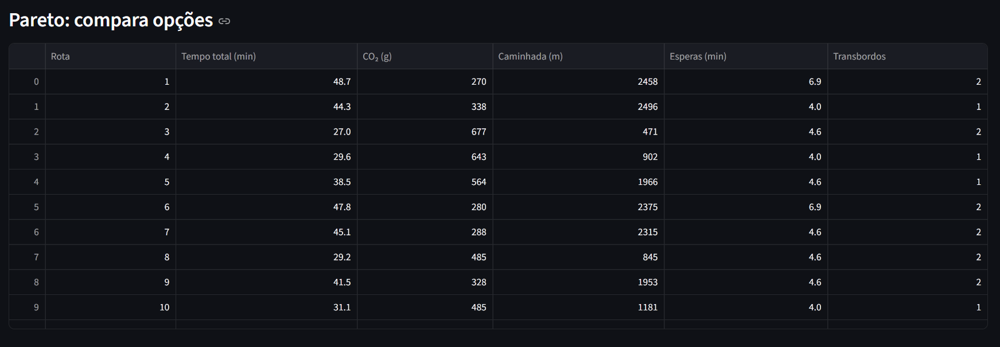 Pareto: compara opções
Rota Tempo total (min) CO₂ (g) Caminhada (m) Esperas (min) Transbordos
0 1 48.7 270 2458 6.9 2
1 2 44.3 338 2496 4.0 1
2 3 27.0 677 471 4.6 2
3 4 29.6 643 902 4.0 1
4 5 38.5 564 1966 4.6 1
5 6 47.8 280 2375 6.9 2
6 7 45.1 288 2315 4.6 2
7 8 29.2 485 845 4.6 2
8 9 41.5 328 1953 4.6 2
9 10 31.1 485 1181 4.0 1